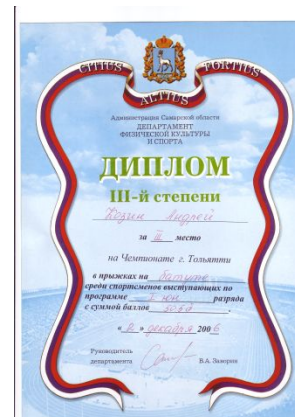 CITIUS FORTIUS
ALTIUS
Администрация Самарской области
ДЕПАРТАМЕНТ
ФИЗИЧЕСКОЙ КУЛЬТУРЫ
И СПОРТА
ДИПЛОМ
III-й степени
Андрей
за III место
на Чемпионате г. Тольятти
в прыжках на батуте
среди спортсменов выступающих по
программе разряда
с суммой баллов
декабря 2006
Руководитель
департамента В.А.